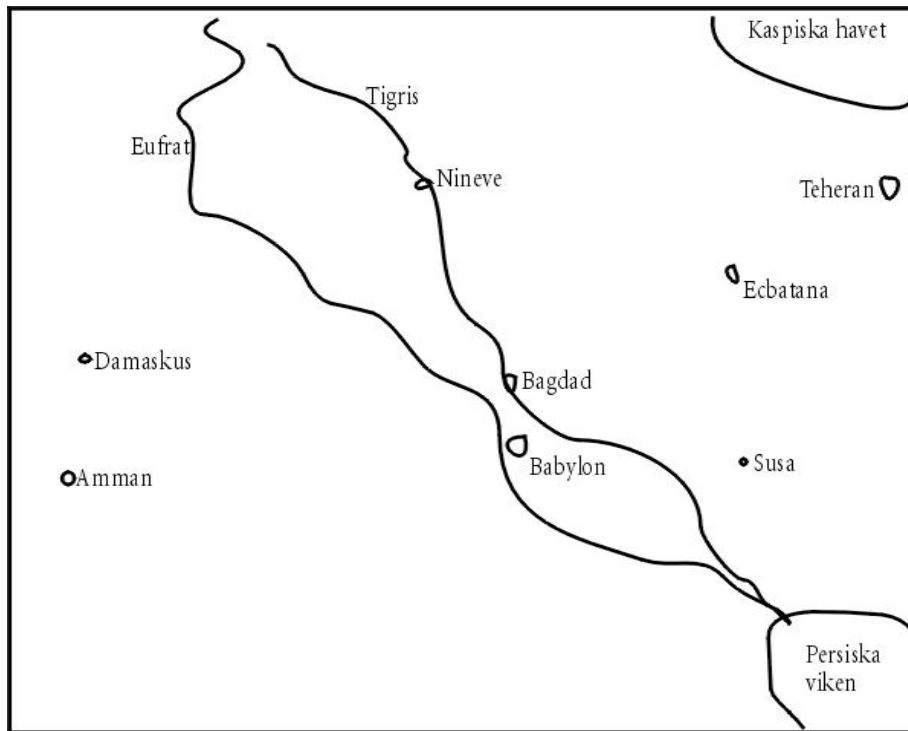 Kaspiska havet
Tigris
Eufrat
Nineve
Teheran
Ecbatana
Damaskus
Bagdad
Babylon
Susa
Amman
Persiska
viken